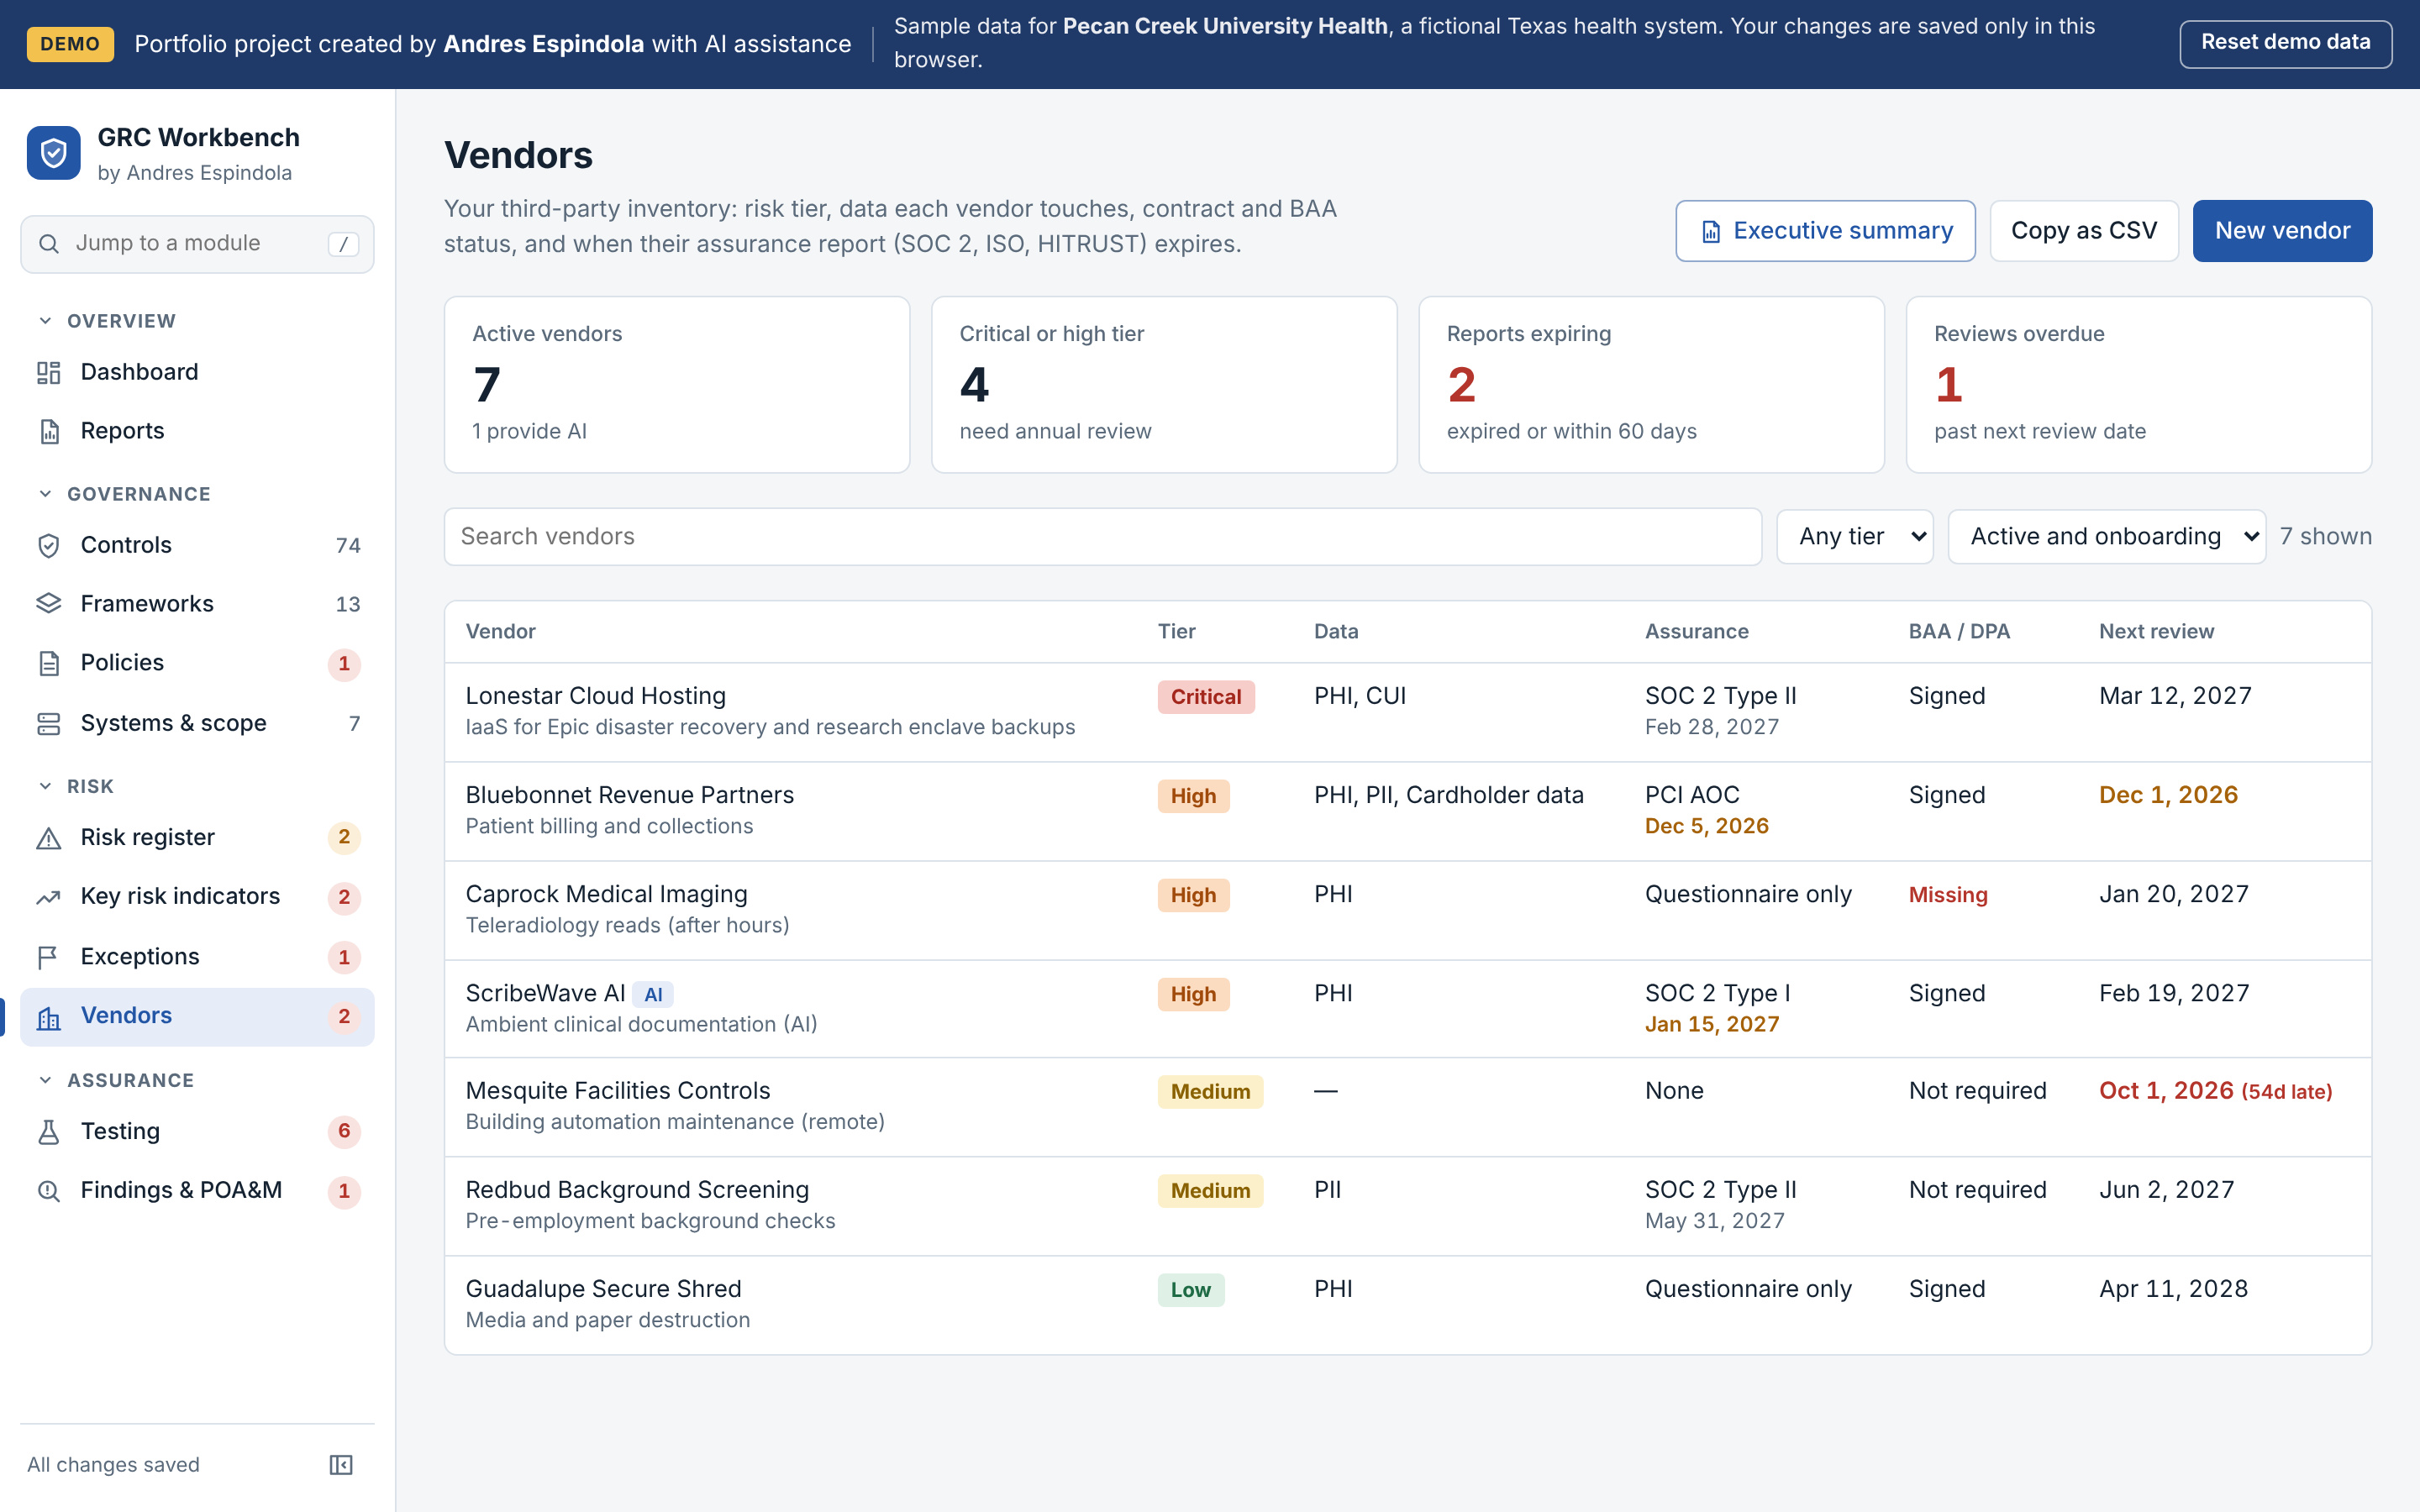 DEMO
Portfolio project created by Andres Espindola with AI assistance
Sample data for Pecan Creek University Health, a fictional Texas health system. Your changes are saved only in this
browser.
Reset demo data
GRC Workbench
by Andres Espindola
Jump to a module /
OVERVIEW
Dashboard
Reports
GOVERNANCE
Controls 74
Frameworks 13
Policies 1
Systems & scope 7
RISK
Risk register 2
Key risk indicators 2
Exceptions 1
Vendors 2
ASSURANCE
Testing 6
Findings & POA&M 1
All changes saved
Vendors
Your third-party inventory: risk tier, data each vendor touches, contract and BAA
status, and when their assurance report (SOC 2, ISO, HITRUST) expires.
Executive summary
Copy as CSV
New vendor
Active vendors
7
1 provide AI
Critical or high tier
4
need annual review
Reports expiring
2
expired or within 60 days
Reviews overdue
1
past next review date
Search vendors
Any tier
Active and onboarding
7 shown
Vendor Tier Data Assurance BAA / DPA Next review
Lonestar Cloud Hosting Critical PHI, CUI SOC 2 Type II Signed Mar 12, 2027
IaaS for Epic disaster recovery and research enclave backups Feb 28, 2027
Bluebonnet Revenue Partners High PHI, PII, Cardholder data PCI AOC Signed Dec 1, 2026
Patient billing and collections Dec 5, 2026
Caprock Medical Imaging High PHI Questionnaire only Missing Jan 20, 2027
Teleradiology reads (after hours)
ScribeWave AI AI High PHI SOC 2 Type I Signed Feb 19, 2027
Ambient clinical documentation (AI) Jan 15, 2027
Mesquite Facilities Controls Medium — None Not required Oct 1, 2026 (54d late)
Building automation maintenance (remote)
Redbud Background Screening Medium PII SOC 2 Type II Not required Jun 2, 2027
Pre-employment background checks May 31, 2027
Guadalupe Secure Shred Low PHI Questionnaire only Signed Apr 11, 2028
Media and paper destruction